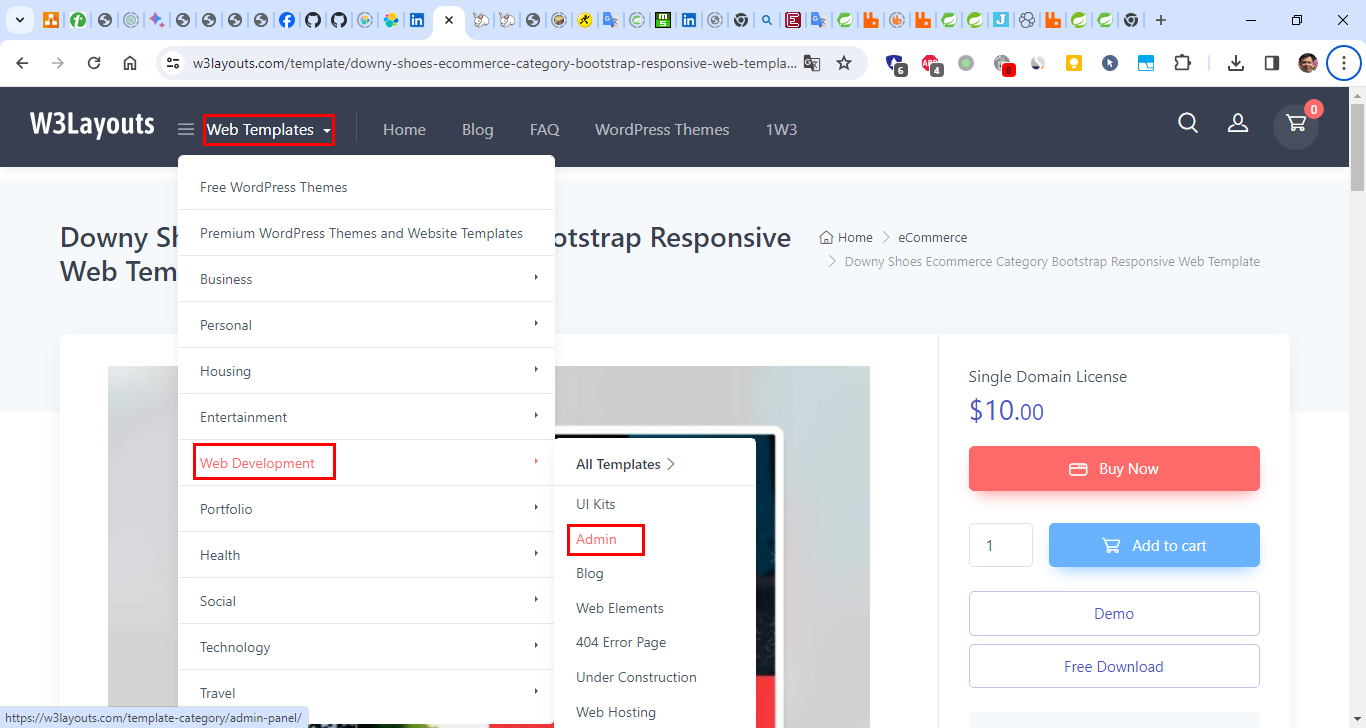 w3layouts.com/template/downy-shoes-ecommerce-category-bootstrap-responsive-web-templa...
6
4
8
W3Layouts
Web Templates
Home
Blog
FAQ
WordPress Themes
1W3
0
Free WordPress Themes
Premium WordPress Themes and Website Templates
Business
Personal
Housing
Entertainment
Web Development
Portfolio
Health
Social
Technology
Travel
All Templates
UI Kits
Admin
Blog
Web Elements
404 Error Page
Under Construction
Web Hosting
Downy Sh
otstrap Responsive
Web Tem
Home
eCommerce
Downy Shoes Ecommerce Category Bootstrap Responsive Web Template
Single Domain License
$10.00
Buy Now
1
Add to cart
Demo
Free Download
https://w3layouts.com/template-category/admin-panel/